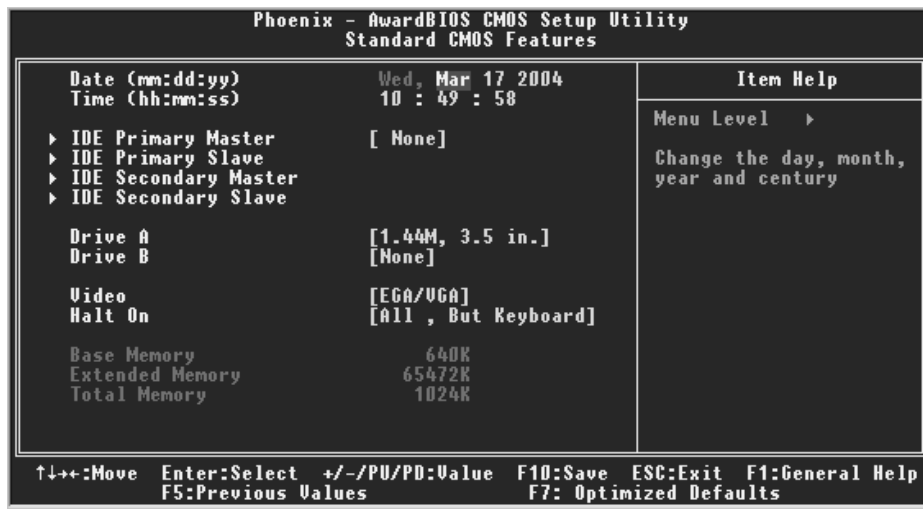 Phoenix - AwardBIOS CMOS Setup Utility
Standard CMOS Features
Date (mm:dd:yy) Wed, Mar 17 2004
Time (hh:mm:ss) 10 : 49 : 58
IDE Primary Master [ None]
IDE Primary Slave
IDE Secondary Master
IDE Secondary Slave
Drive A [1.44M, 3.5 in.]
Drive B [None]
Video [EGA/VGA]
Halt On [All , But Keyboard]
Base Memory 640K
Extended Memory 65472K
Total Memory 1024K
Item Help
Menu Level
Change the day, month,
year and century
↑↓→←:Move Enter:Select +/-/PU/PD:Value F10:Save ESC:Exit F1:General Help
F5:Previous Values F7: Optimized Defaults